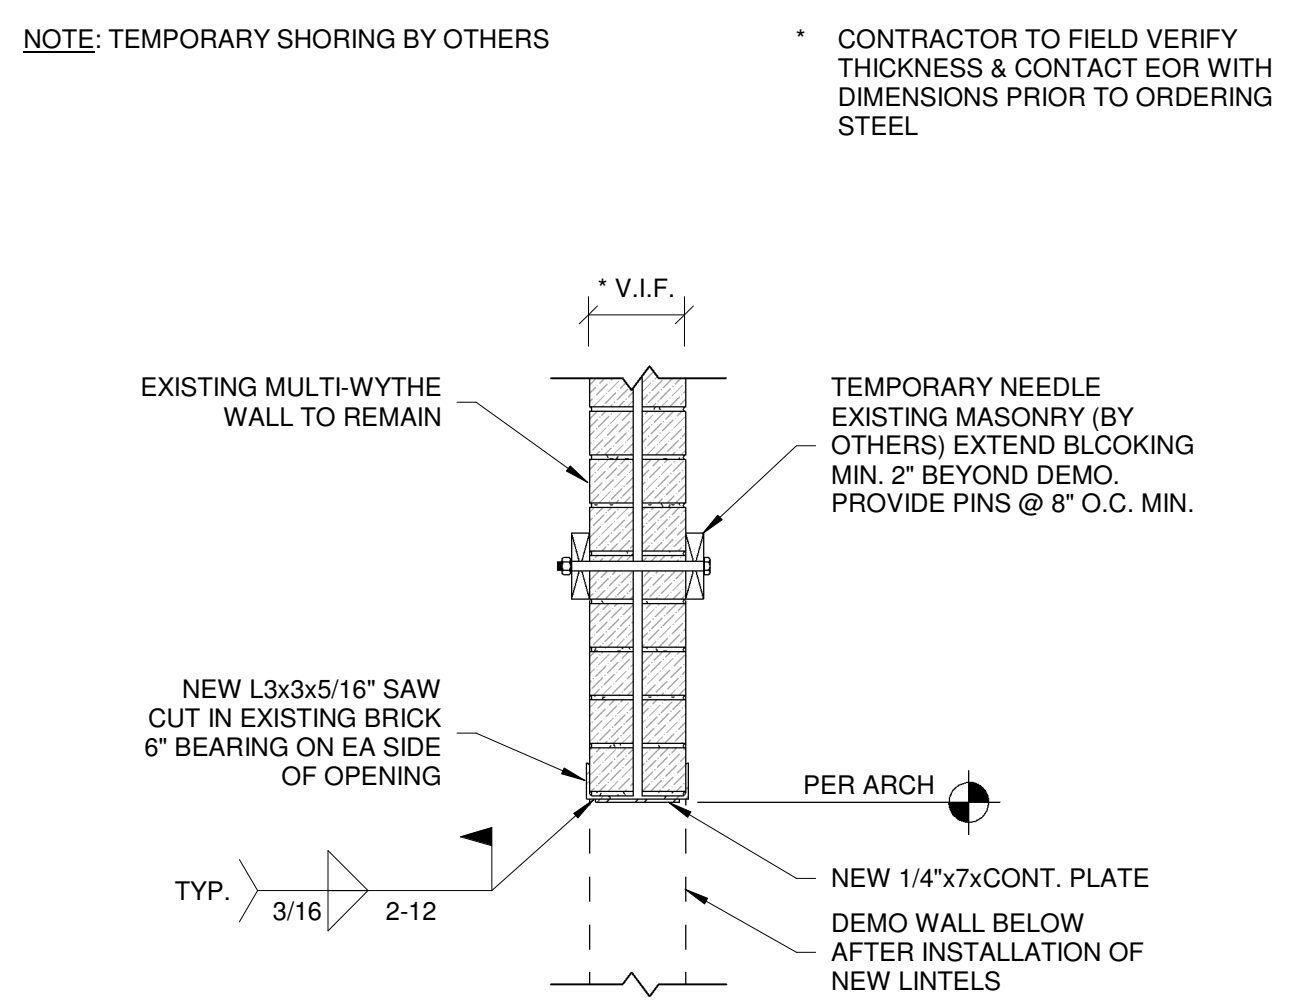 NOTE: TEMPORARY SHORING BY OTHERS
* CONTRACTOR TO FIELD VERIFY
THICKNESS & CONTACT EOR WITH
DIMENSIONS PRIOR TO ORDERING
STEEL
* V.I.F.
EXISTING MULTI-WYTHE
WALL TO REMAIN
TEMPORARY NEEDLE
EXISTING MASONRY (BY
OTHERS) EXTEND BLCOKING
MIN. 2" BEYOND DEMO.
PROVIDE PINS @ 8" O.C. MIN.
NEW L3x3x5/16" SAW
CUT IN EXISTING BRICK
6" BEARING ON EA SIDE
OF OPENING
PER ARCH
TYP.
3/16
2-12
NEW 1/4"x7xCONT. PLATE
DEMO WALL BELOW
AFTER INSTALLATION OF
NEW LINTELS